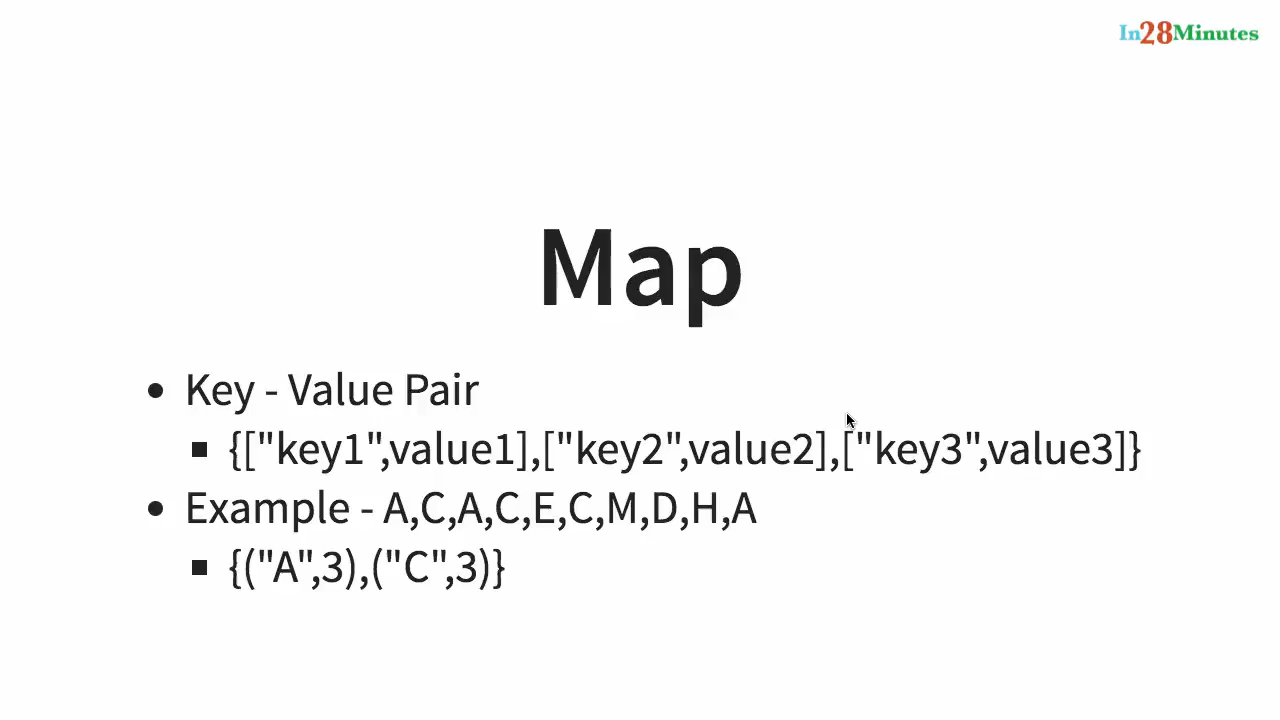 In28Minutes
Map
Key - Value Pair
{["key1",value1],["key2",value2],["key3",value3]}
Example - A,C,A,C,E,C,M,D,H,A
{("A",3),("C",3)}